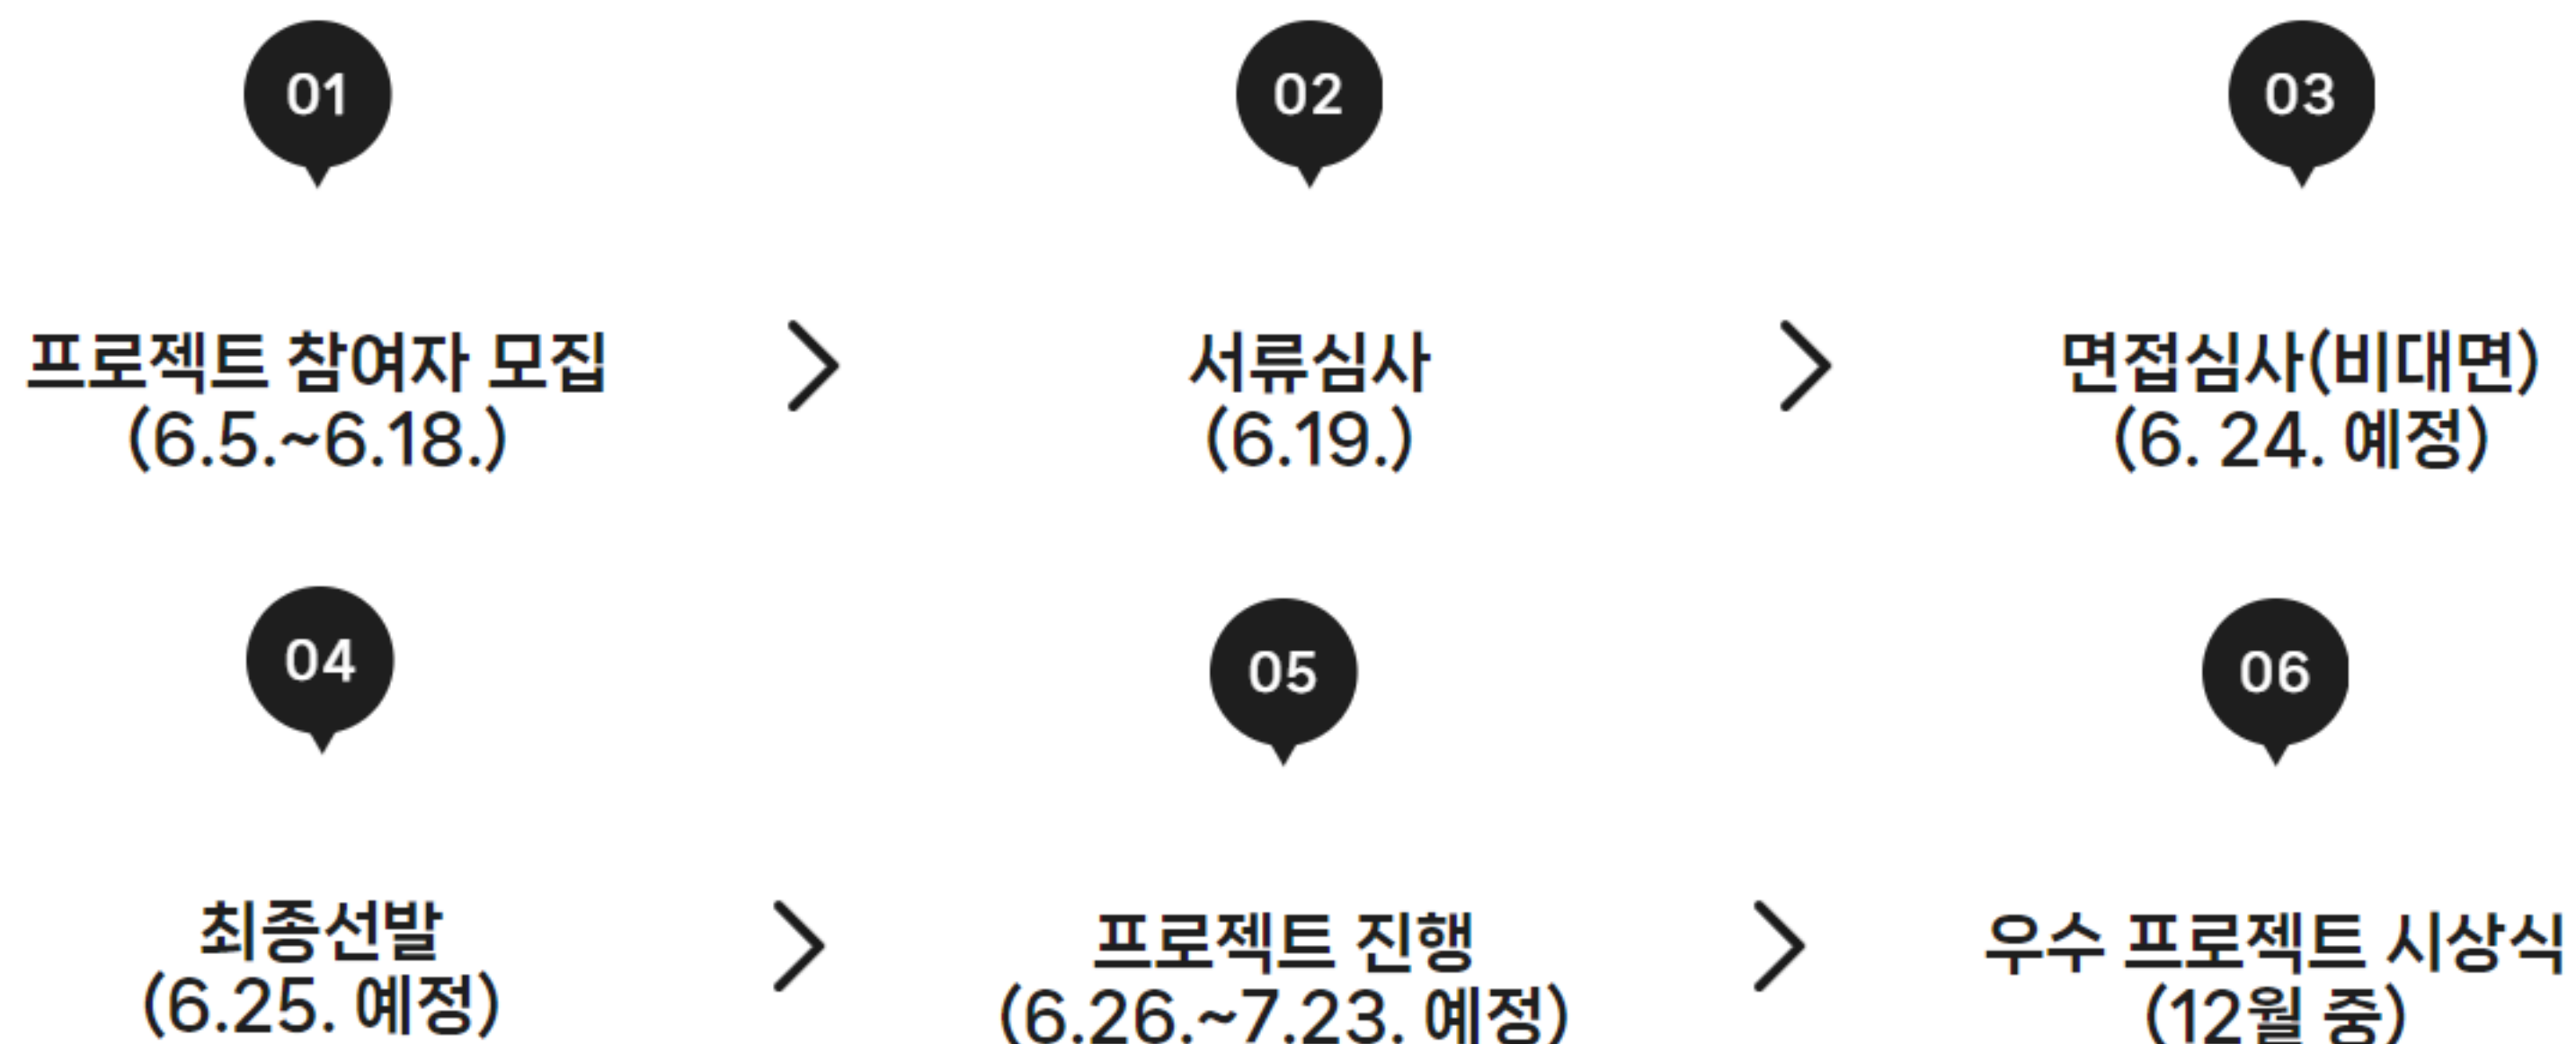 01
프로젝트 참여자 모집
(6.5.~6.18.)
02
서류심사
(6.19.)
03
면접심사(비대면)
(6. 24. 예정)
04
최종선발
(6.25. 예정)
05
프로젝트 진행
(6.26.~7.23. 예정)
06
우수 프로젝트 시상식
(12월 중)